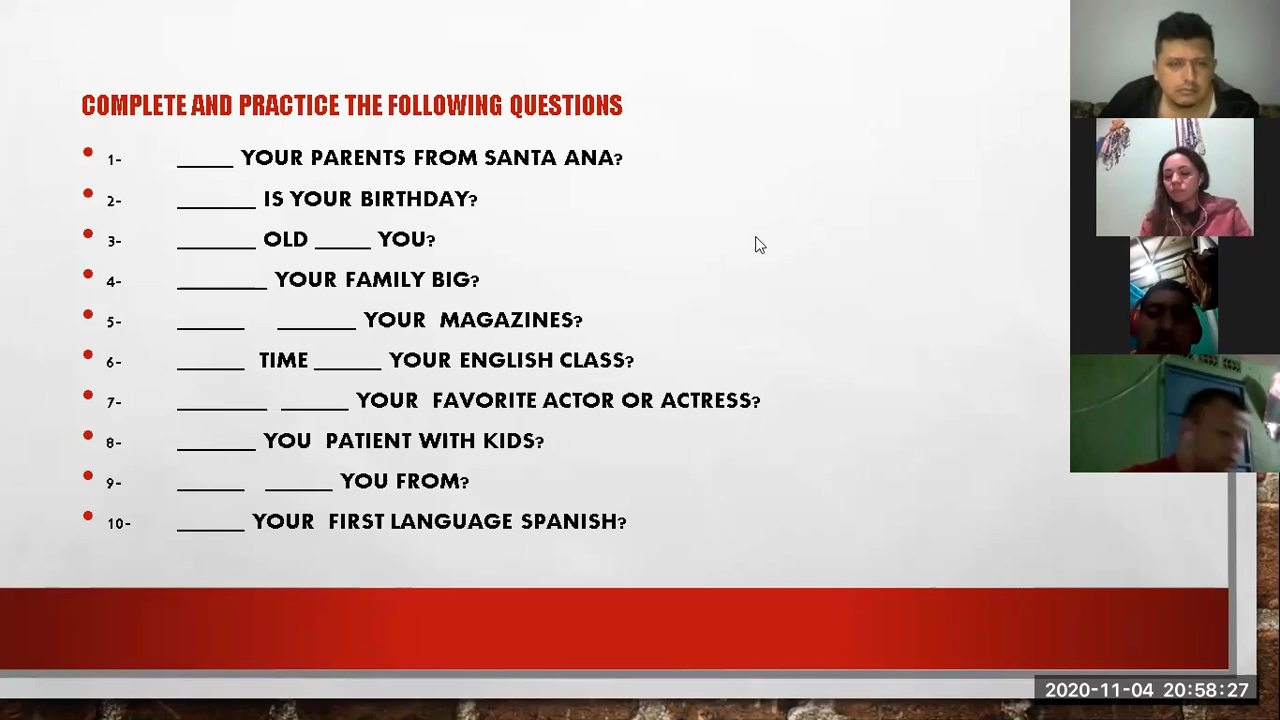 COMPLETE AND PRACTICE THE FOLLOWING QUESTIONS
• 1- _____ YOUR PARENTS FROM SANTA ANA?
• 2- _______ IS YOUR BIRTHDAY?
• 3- _______ OLD _____ YOU?
• 4- ________ YOUR FAMILY BIG?
• 5- ______ _______ YOUR MAGAZINES?
• 6- ______ TIME ______ YOUR ENGLISH CLASS?
• 7- ________ ______ YOUR FAVORITE ACTOR OR ACTRESS?
• 8- _______ YOU PATIENT WITH KIDS?
• 9- ______ ______ YOU FROM?
• 10- ______ YOUR FIRST LANGUAGE SPANISH?
2020-11-04 20:58:27